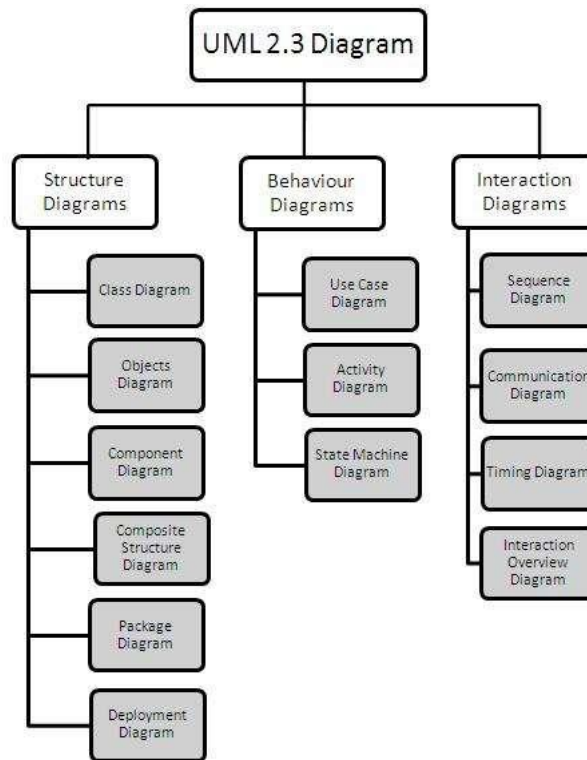 UML 2.3 Diagram
Structure
Diagrams
Class Diagram
Objects
Diagram
Component
Diagram
Composite
Structure
Diagram
Package
Diagram
Deployment
Diagram
Behaviour
Diagrams
Use Case
Diagram
Activity
Diagram
State Machine
Diagram
Interaction
Diagrams
Sequence
Diagram
Communication
Diagram
Timing Diagram
Interaction
Overview
Diagram